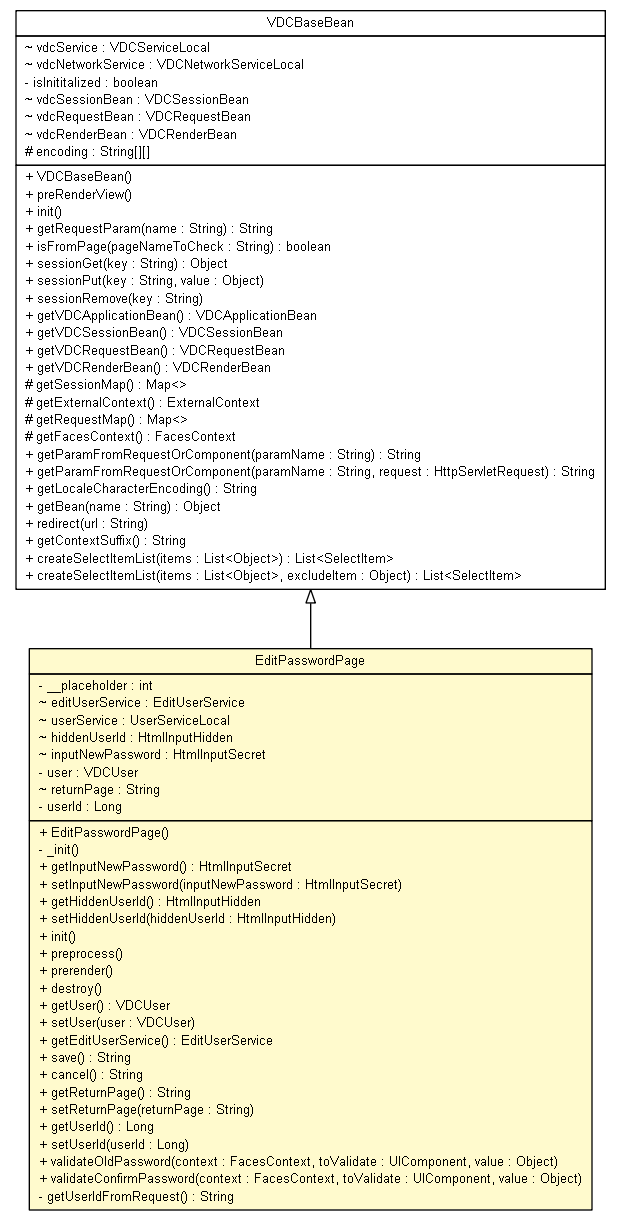 VDCBaseBean
~ vdcService : VDCServiceLocal
~ vdcNetworkService : VDCNetworkServiceLocal
- isInititalized : boolean
~ vdcSessionBean : VDCSessionBean
~ vdcRequestBean : VDCRequestBean
~ vdcRenderBean : VDCRenderBean
# encoding : String[][]
+ VDCBaseBean()
+ preRenderView()
+ init()
+ getRequestParam(name : String) : String
+ isFromPage(pageNameToCheck : String) : boolean
+ sessionGet(key : String) : Object
+ sessionPut(key : String, value : Object)
+ sessionRemove(key : String)
+ getVDCApplicationBean() : VDCApplicationBean
+ getVDCSessionBean() : VDCSessionBean
+ getVDCRequestBean() : VDCRequestBean
+ getVDCRenderBean() : VDCRenderBean
# getSessionMap() : Map<>
# getExternalContext() : ExternalContext
# getRequestMap() : Map<>
# getFacesContext() : FacesContext
+ getParamFromRequestOrComponent(paramName : String) : String
+ getParamFromRequestOrComponent(paramName : String, request : HttpServletRequest) : String
+ getLocaleCharacterEncoding() : String
+ getBean(name : String) : Object
+ redirect(url : String)
+ getContextSuffix() : String
+ createSelectItemList(items : List<Object>) : List<SelectItem>
+ createSelectItemList(items : List<Object>, excludeItem : Object) : List<SelectItem>
EditPasswordPage
- __placeholder : int
~ editUserService : EditUserService
~ userService : UserServiceLocal
~ hiddenUserId : HtmlInputHidden
~ inputNewPassword : HtmlInputSecret
- user : VDCUser
~ returnPage : String
- userId : Long
+ EditPasswordPage()
- _init()
+ getInputNewPassword() : HtmlInputSecret
+ setInputNewPassword(inputNewPassword : HtmlInputSecret)
+ getHiddenUserId() : HtmlInputHidden
+ setHiddenUserId(hiddenUserId : HtmlInputHidden)
+ init()
+ preprocess()
+ prerender()
+ destroy()
+ getUser() : VDCUser
+ setUser(user : VDCUser)
+ getEditUserService() : EditUserService
+ save() : String
+ cancel() : String
+ getReturnPage() : String
+ setReturnPage(returnPage : String)
+ getUserId() : Long
+ setUserId(userId : Long)
+ validateOldPassword(context : FacesContext, toValidate : UIComponent, value : Object)
+ validateConfirmPassword(context : FacesContext, toValidate : UIComponent, value : Object)
- getUserIdFromRequest() : String